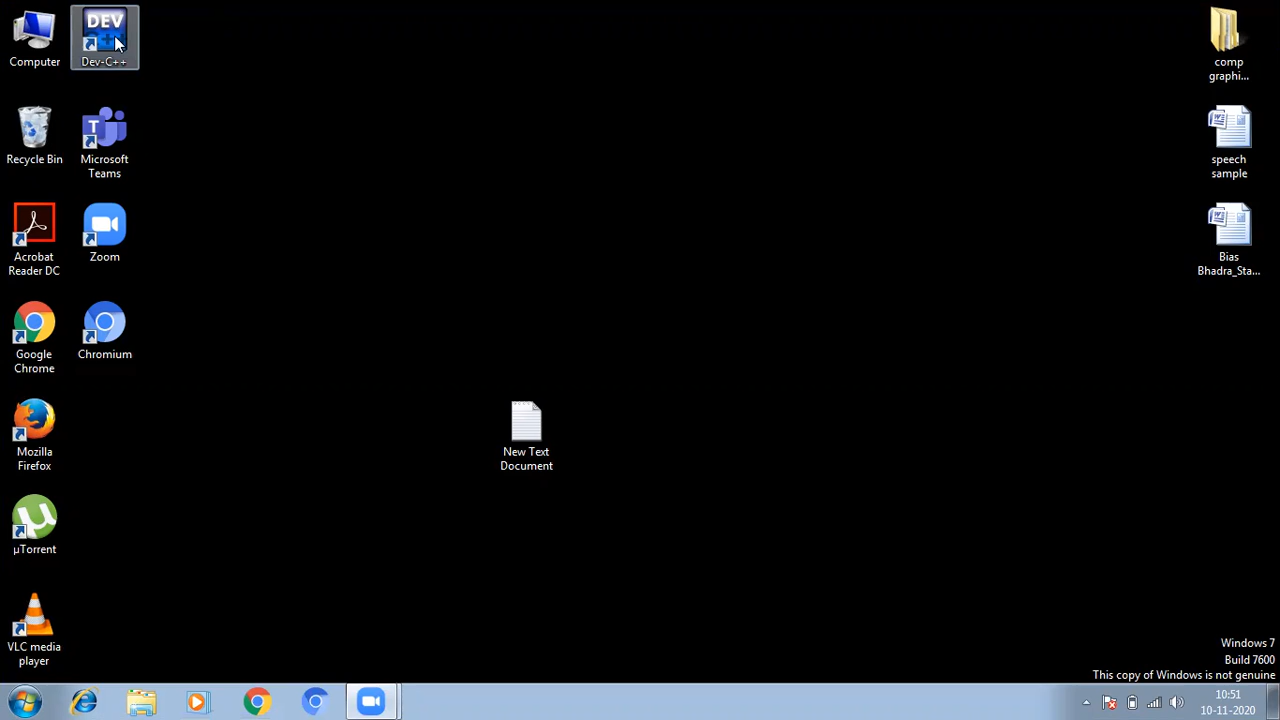 Computer
DEV
Dev-C++
comp
graphi...
Recycle Bin
T
Microsoft
Teams
speech
sample
Acrobat
Reader DC
Zoom
Bias
Bhadra_Sta...
Google
Chrome
Chromium
Mozilla
Firefox
New Text
Document
µ
µTorrent
VLC media
player
Windows 7
Build 7600
This copy of Windows is not genuine
10:51
10-11-2020